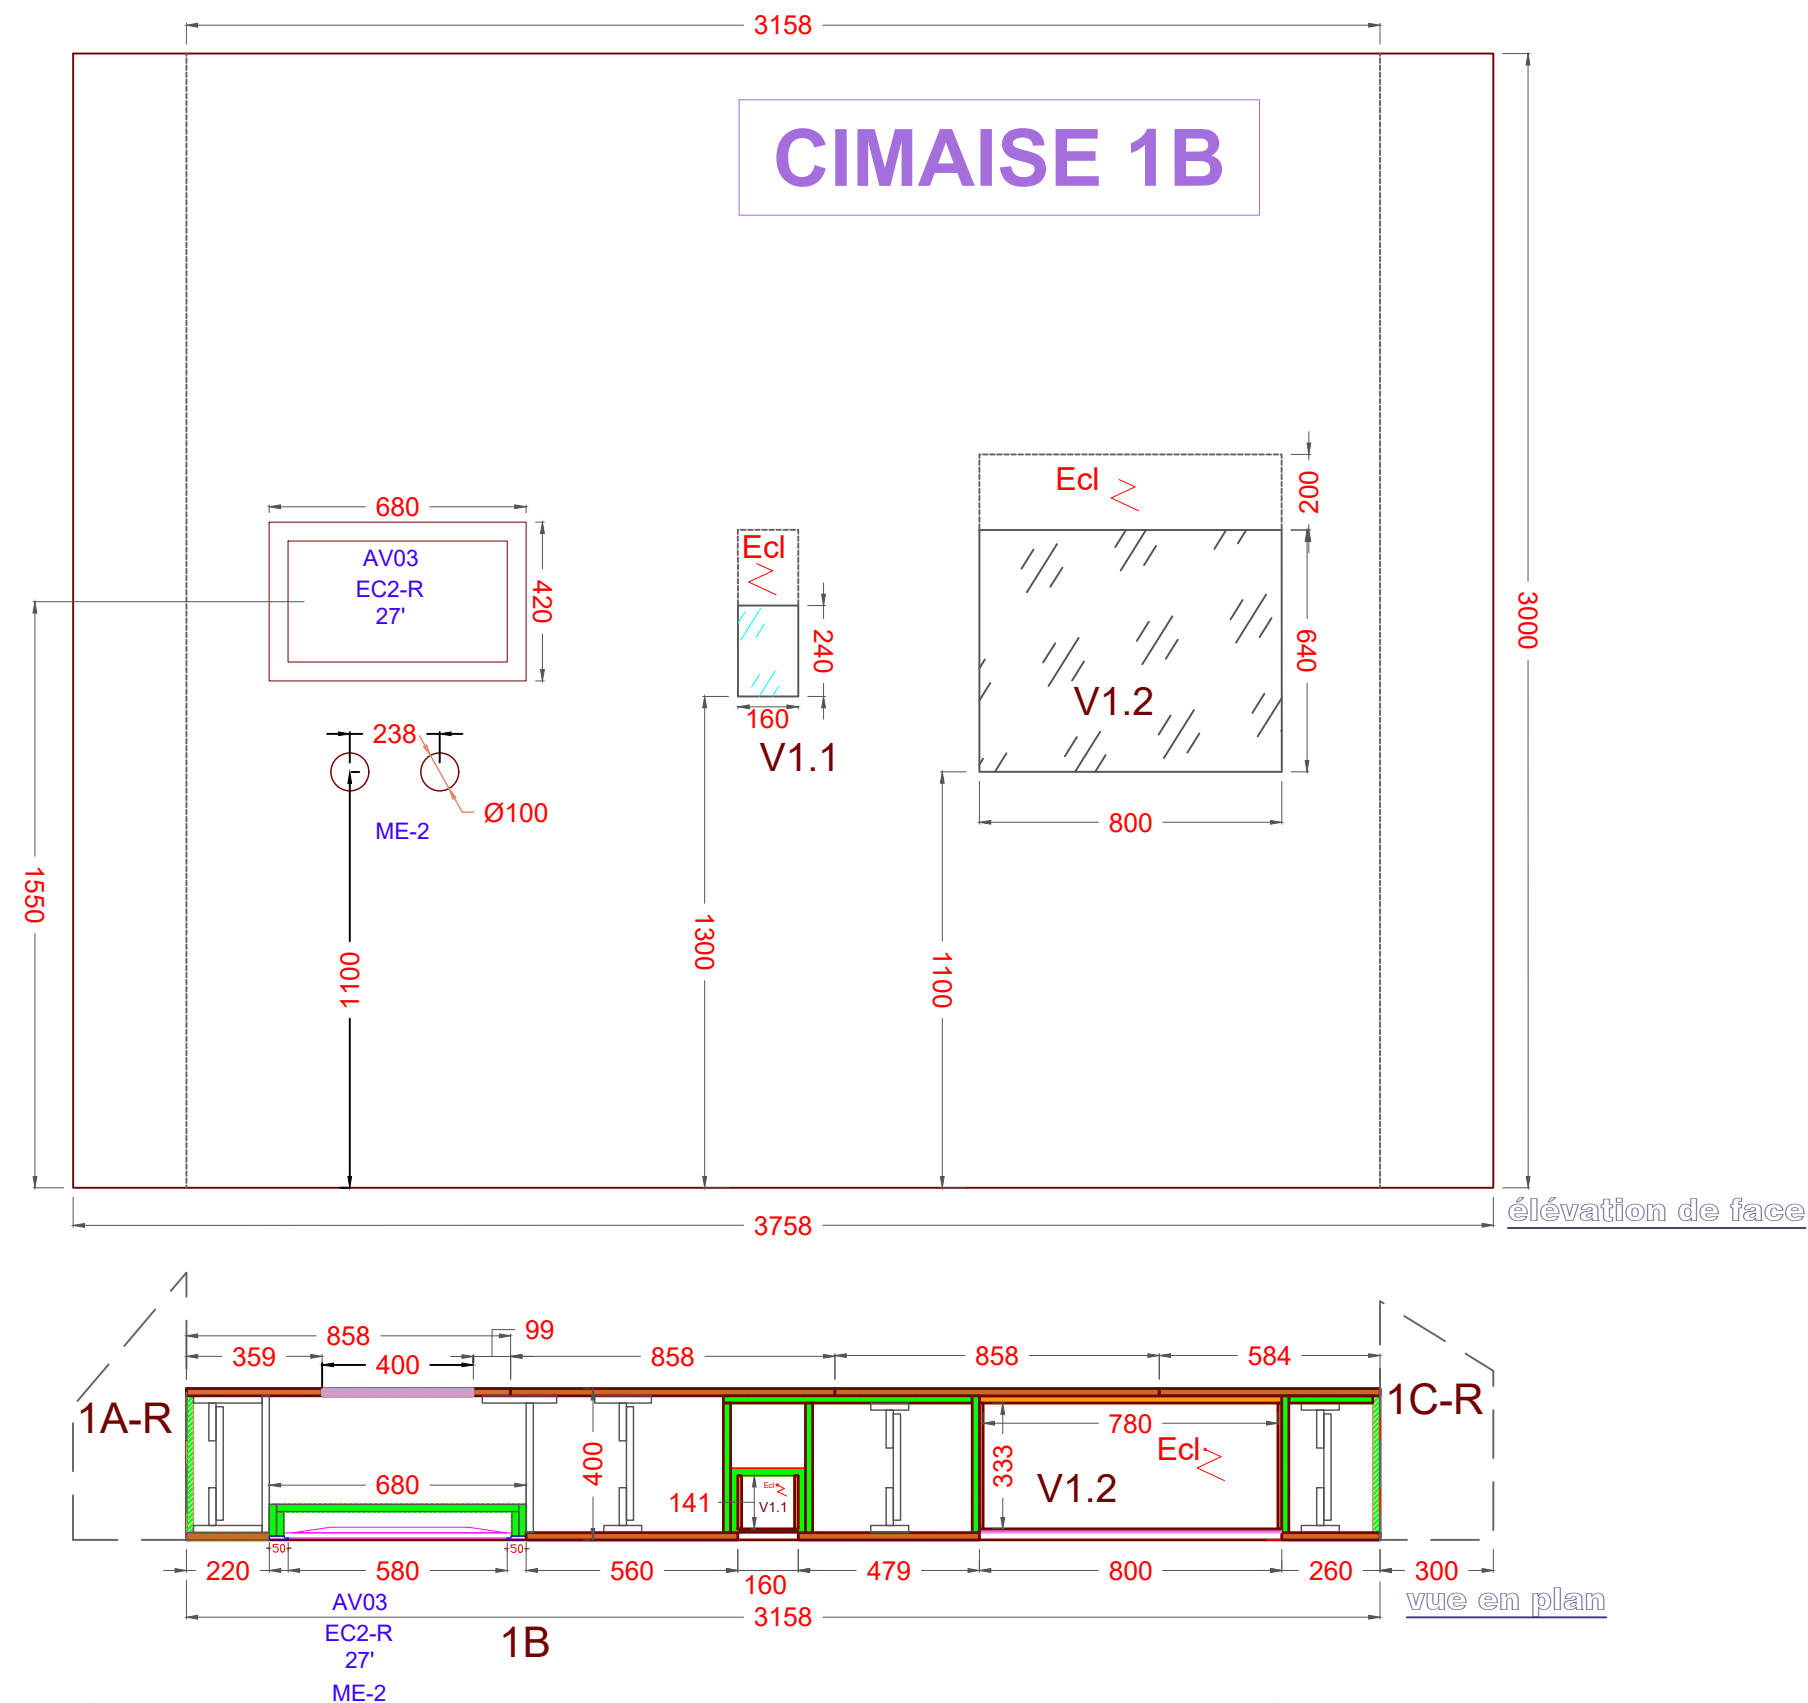 3158
CIMAISE 1B
Ecl
200
680
AV03
EC2-R
27'
420
Ecl
240
640
3000
V1.2
160
V1.1
238
Ø100
ME-2
800
1550
1100
1300
1100
élévation de face
3758
858
99
359
400
858
858
584
1A-R
1C-R
780
Ecl
400
333
680
V1.2
141
Ecl
V1.1
50
50
220
580
560
160
479
800
260
300
AV03
EC2-R
27'
ME-2
3158
vue en plan
1B